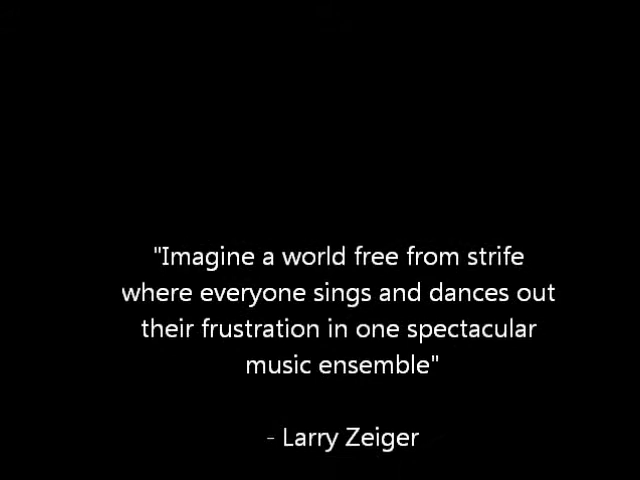 "Imagine a world free from strife
where everyone sings and dances out
their frustration in one spectacular
music ensemble"
- Larry Zeiger